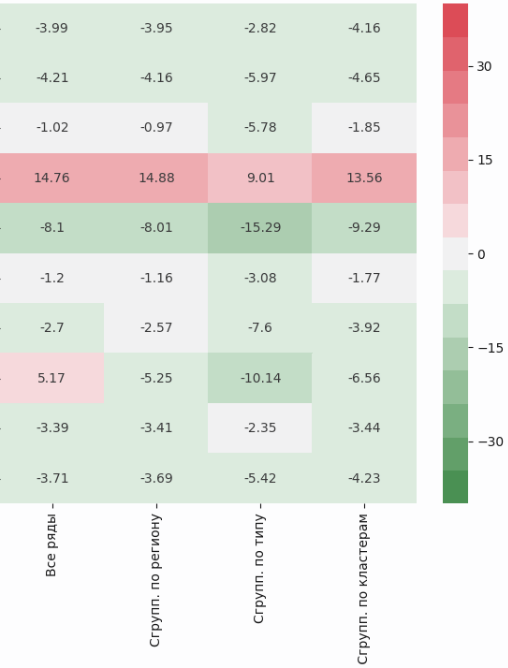 -3.99 -3.95 -2.82 -4.16
-4.21 -4.16 -5.97 -4.65
-1.02 -0.97 -5.78 -1.85
14.76 14.88 9.01 13.56
-8.1 -8.01 -15.29 -9.29
-1.2 -1.16 -3.08 -1.77
-2.7 -2.57 -7.6 -3.92
5.17 -5.25 -10.14 -6.56
-3.39 -3.41 -2.35 -3.44
-3.71 -3.69 -5.42 -4.23
Все ряды
Сгрупп. по региону
Сгрупп. по типу
Сгрупп. по кластерам
30
15
0
−15
−30